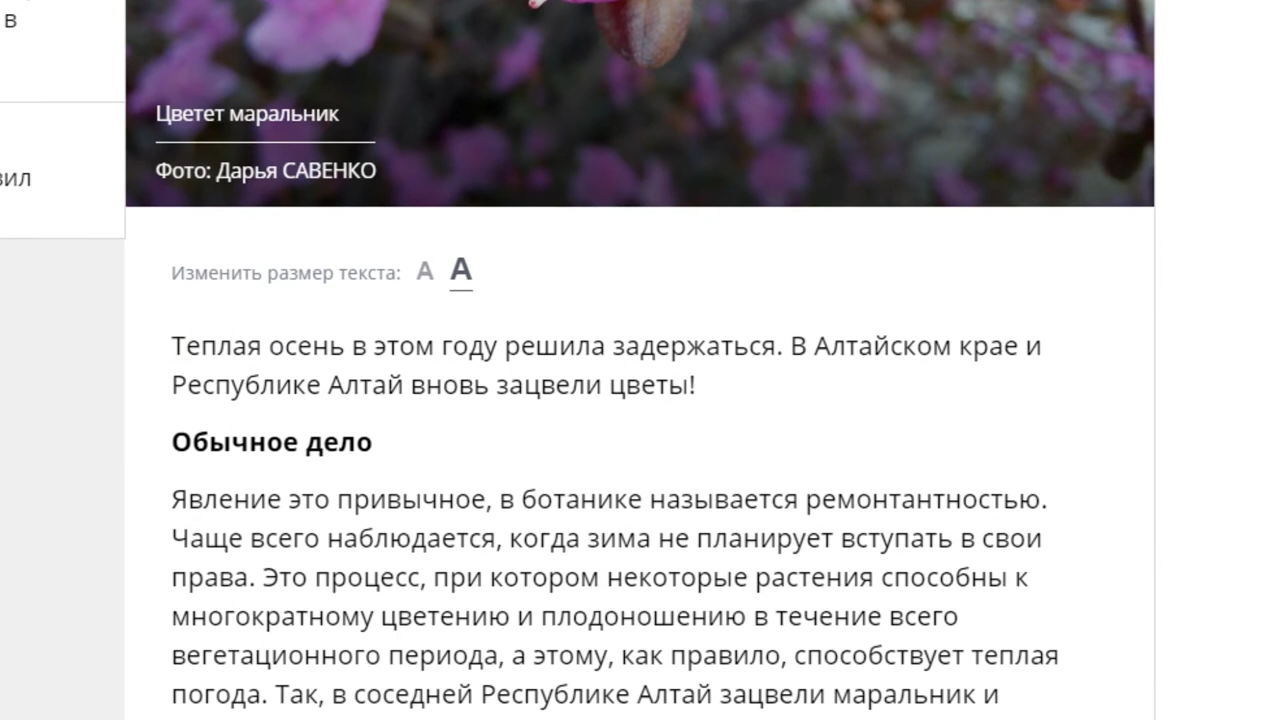 в
вил
Цветет маральник
Фото: Дарья САВЕНКО
Изменить размер текста: А А
Теплая осень в этом году решила задержаться. В Алтайском крае и
Республике Алтай вновь зацвели цветы!
Обычное дело
Явление это привычное, в ботанике называется ремонтантностью.
Чаще всего наблюдается, когда зима не планирует вступать в свои
права. Это процесс, при котором некоторые растения способны к
многократному цветению и плодоношению в течение всего
вегетационного периода, а этому, как правило, способствует теплая
погода. Так, в соседней Республике Алтай зацвели маральник и